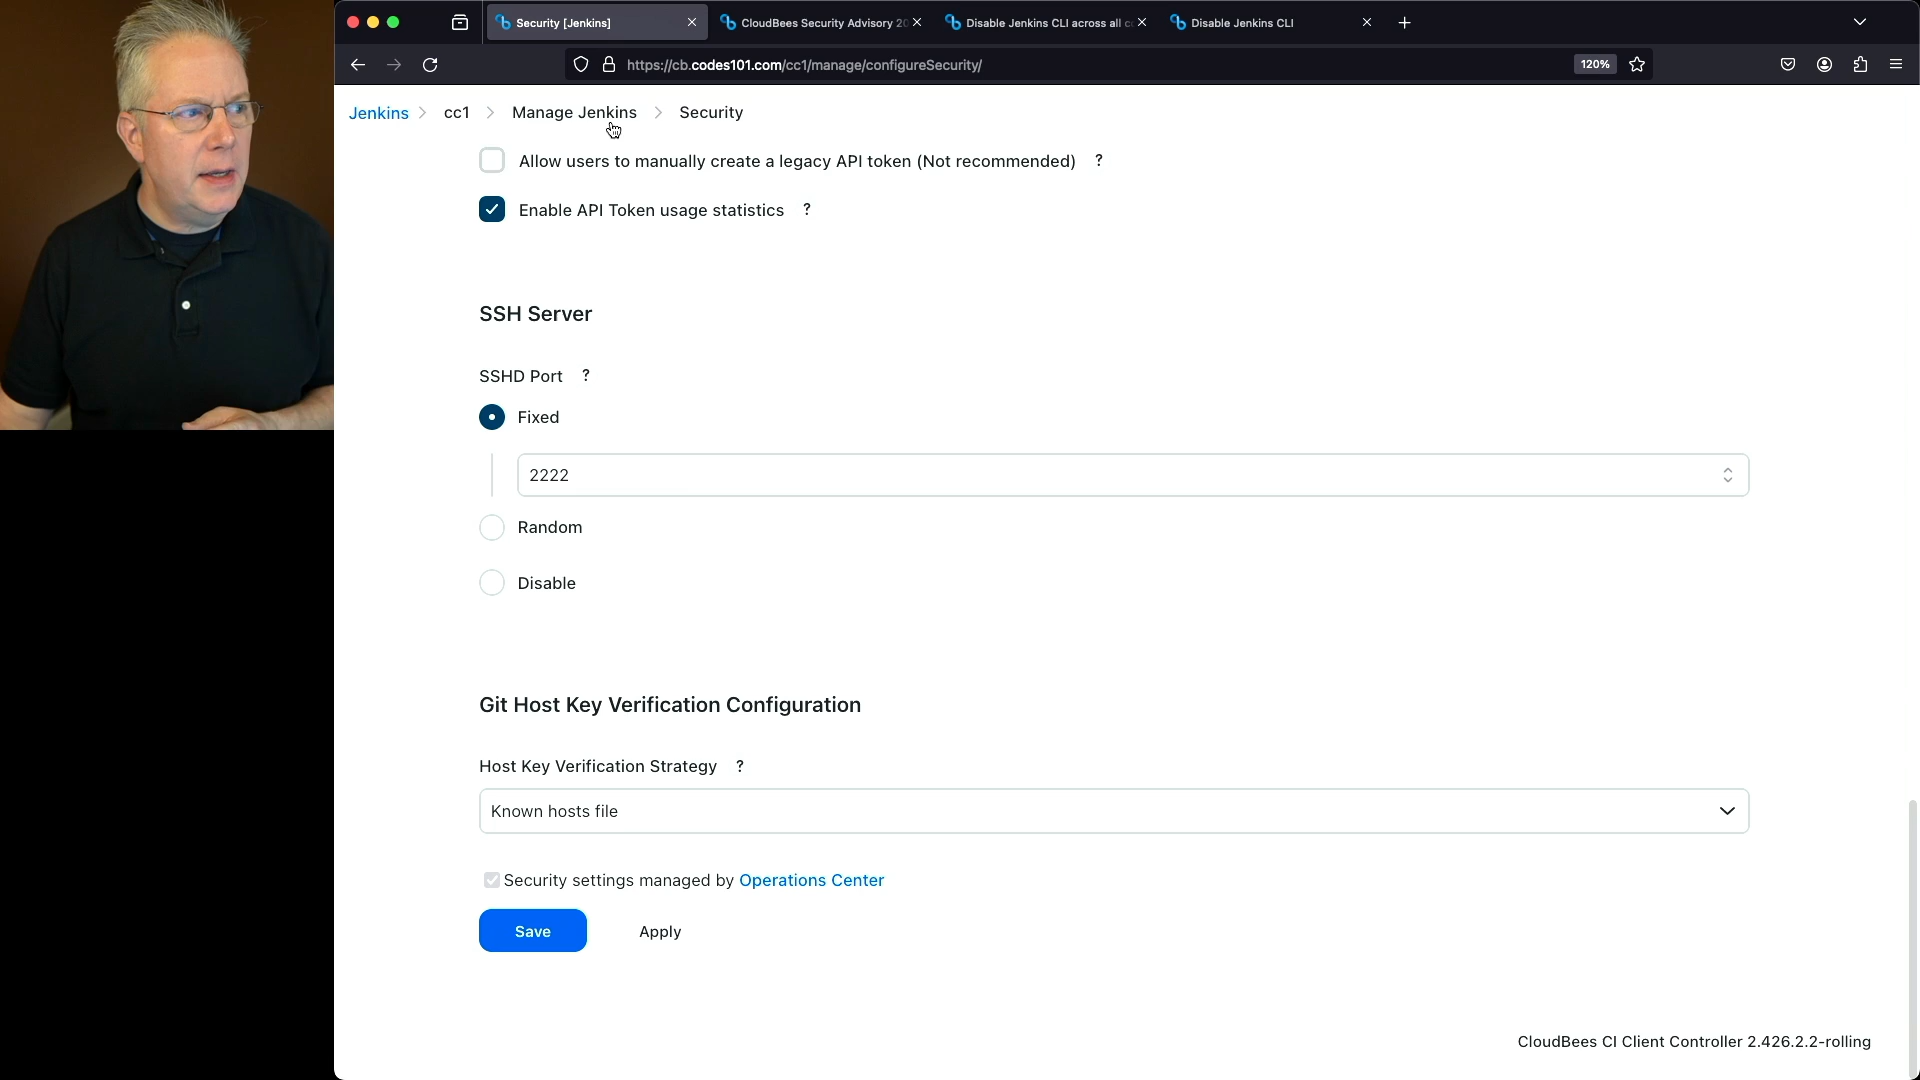 Security [Jenkins]
CloudBees Security Advisory 20
Disable Jenkins CLI across all c
Disable Jenkins CLI
https://cb.codes101.com/cc1/manage/configureSecurity/
120%
Jenkins > cc1 > Manage Jenkins > Security
Allow users to manually create a legacy API token (Not recommended) ?
Enable API Token usage statistics ?
SSH Server
SSHD Port ?
Fixed
2222
Random
Disable
Git Host Key Verification Configuration
Host Key Verification Strategy ?
Known hosts file
Security settings managed by Operations Center
Save
Apply
CloudBees CI Client Controller 2.426.2.2-rolling